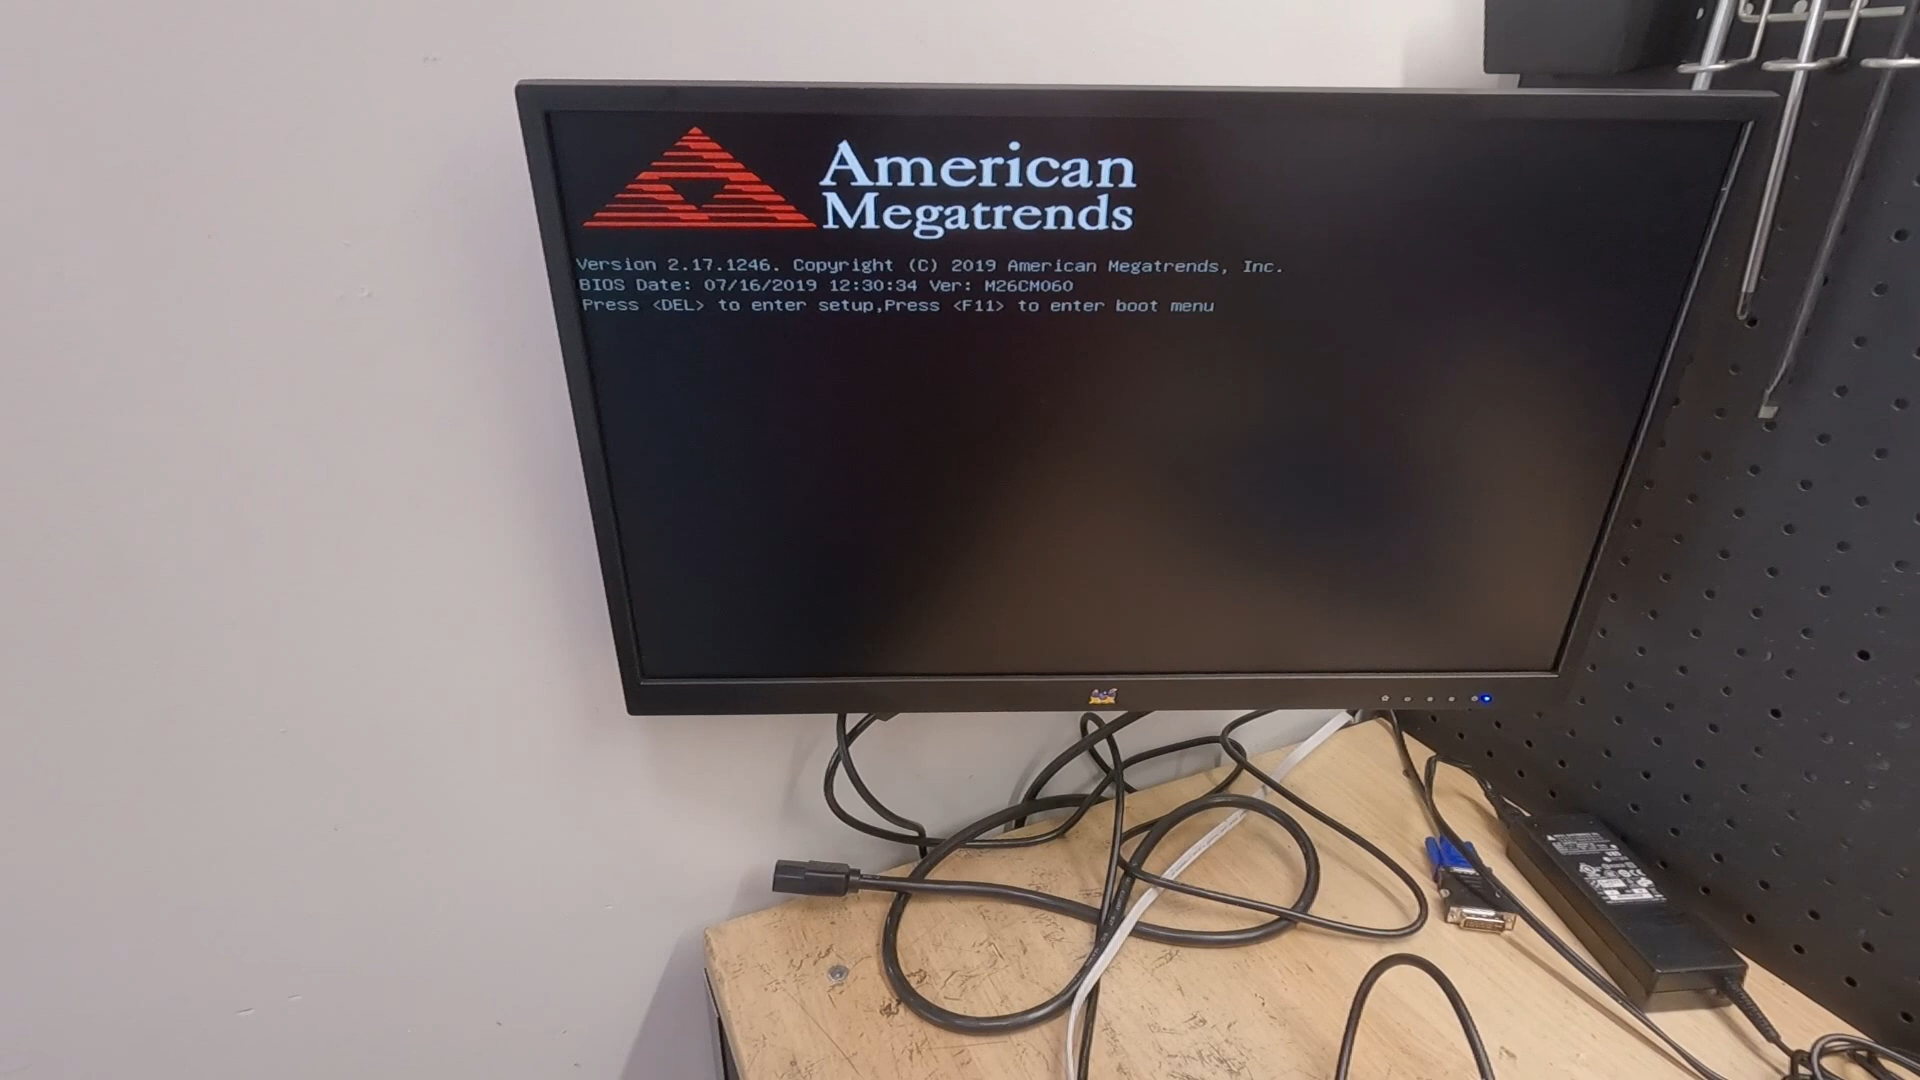 American
Megatrends
Version 2.17.1246. Copyright (C) 2019 American Megatrends, Inc.
BIOS Date: 07/16/2019 12:30:34 Ver: M26CM060
Press <DEL> to enter setup,Press <F11> to enter boot menu